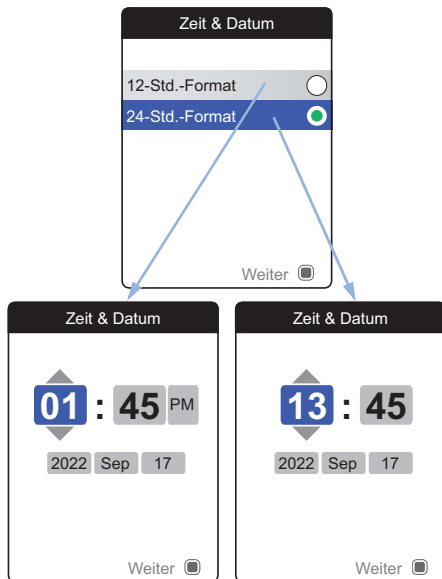 Zeit & Datum
12-Std.-Format
24-Std.-Format
Weiter
Zeit & Datum
01 : 45 PM
2022 Sep 17
Weiter
Zeit & Datum
13 : 45
2022 Sep 17
Weiter